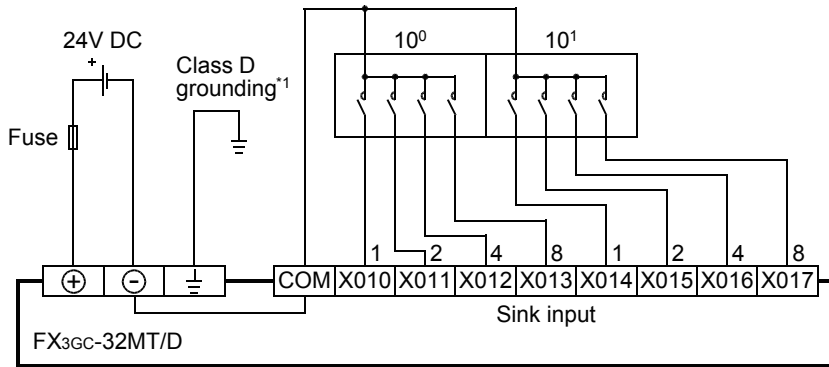 24V DC
+
Class D
grounding*1
Fuse
10⁰ 10¹
1 2 4 8 1 2 4 8
+ - COM X010 X011 X012 X013 X014 X015 X016 X017
Sink input
FX3GC-32MT/D